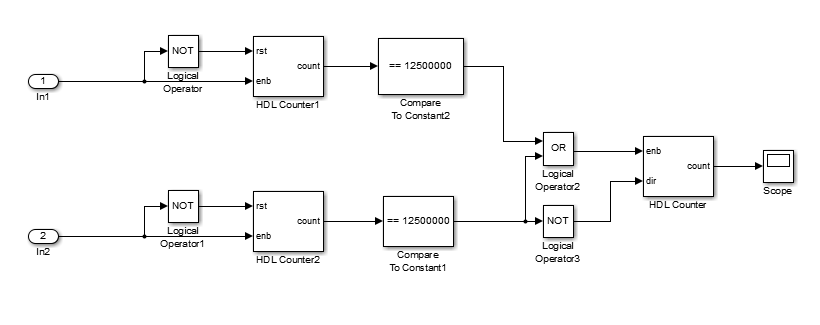 1
In1
NOT
Logical
Operator
rst
enb
count
HDL Counter1
== 12500000
Compare
To Constant2
2
In2
NOT
Logical
Operator1
rst
enb
count
HDL Counter2
== 12500000
Compare
To Constant1
OR
Logical
Operator2
NOT
Logical
Operator3
enb
dir
count
HDL Counter
Scope